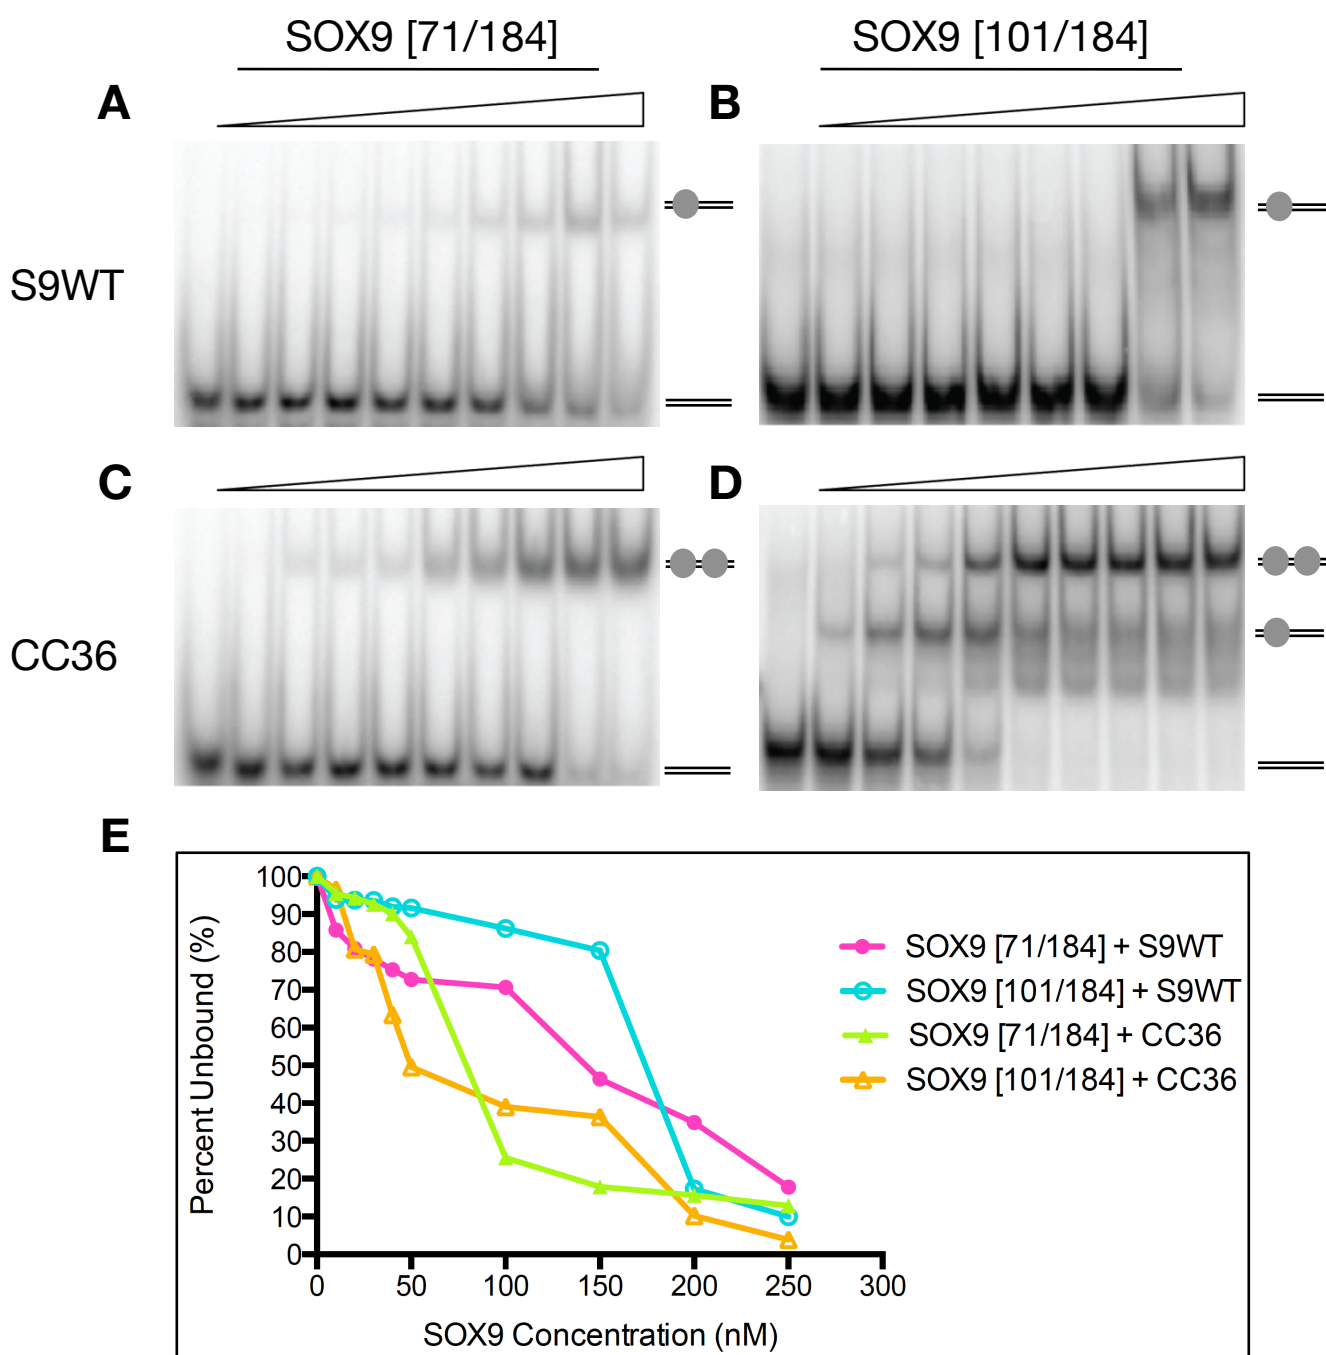 SOX9 [71/184]
SOX9 [101/184]
A
B
S9WT
C
D
CC36
E
Percent Unbound (%)
100
90
80
70
60
50
40
30
20
10
0
0 50 100 150 200 250 300
SOX9 Concentration (nM)
SOX9 [71/184] + S9WT
SOX9 [101/184] + S9WT
SOX9 [71/184] + CC36
SOX9 [101/184] + CC36